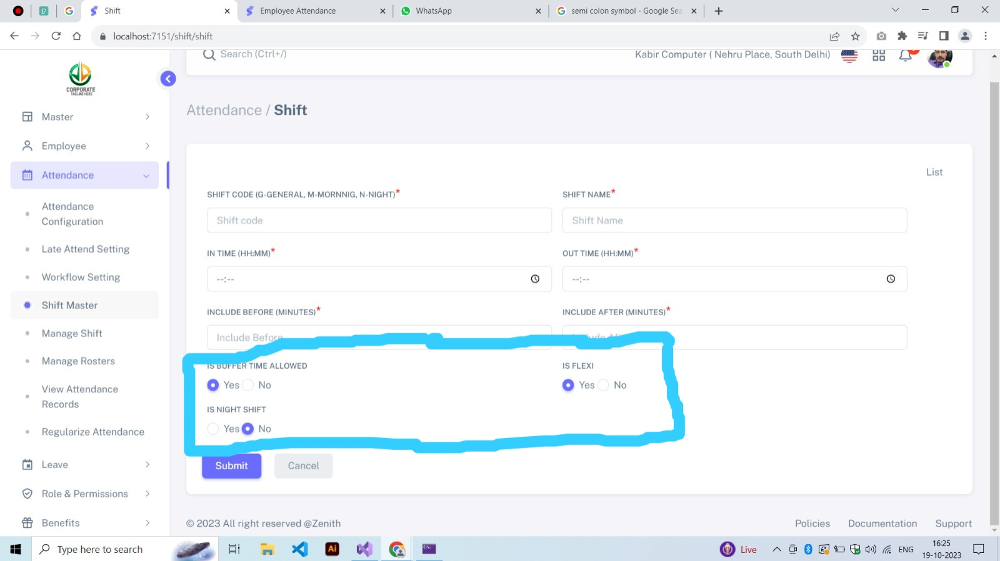 Shift
Employee Attendance
WhatsApp
semi colon symbol - Google Sea
localhost:7151/shift/shift
Search (Ctrl+/)
Kabir Computer ( Nehru Place, South Delhi)
CORPORATE
TAGLINE HERE
Master
Employee
Attendance
Attendance
Configuration
Late Attend Setting
Workflow Setting
Shift Master
Manage Shift
Manage Rosters
View Attendance
Records
Regularize Attendance
Leave
Role & Permissions
Benefits
Attendance / Shift
List
SHIFT CODE (G-GENERAL, M-MORNNIG, N-NIGHT)*
SHIFT NAME*
Shift code
Shift Name
IN TIME (HH:MM)*
OUT TIME (HH:MM)*
--:--
--:--
INCLUDE BEFORE (MINUTES)*
INCLUDE AFTER (MINUTES)*
Include Before
IS BUFFER TIME ALLOWED
IS FLEXI
Yes No
Yes No
IS NIGHT SHIFT
Yes No
Submit
Cancel
© 2023 All right reserved @Zenith
Policies
Documentation
Support
Type here to search
Ai
Live
ENG
16:25
19-10-2023